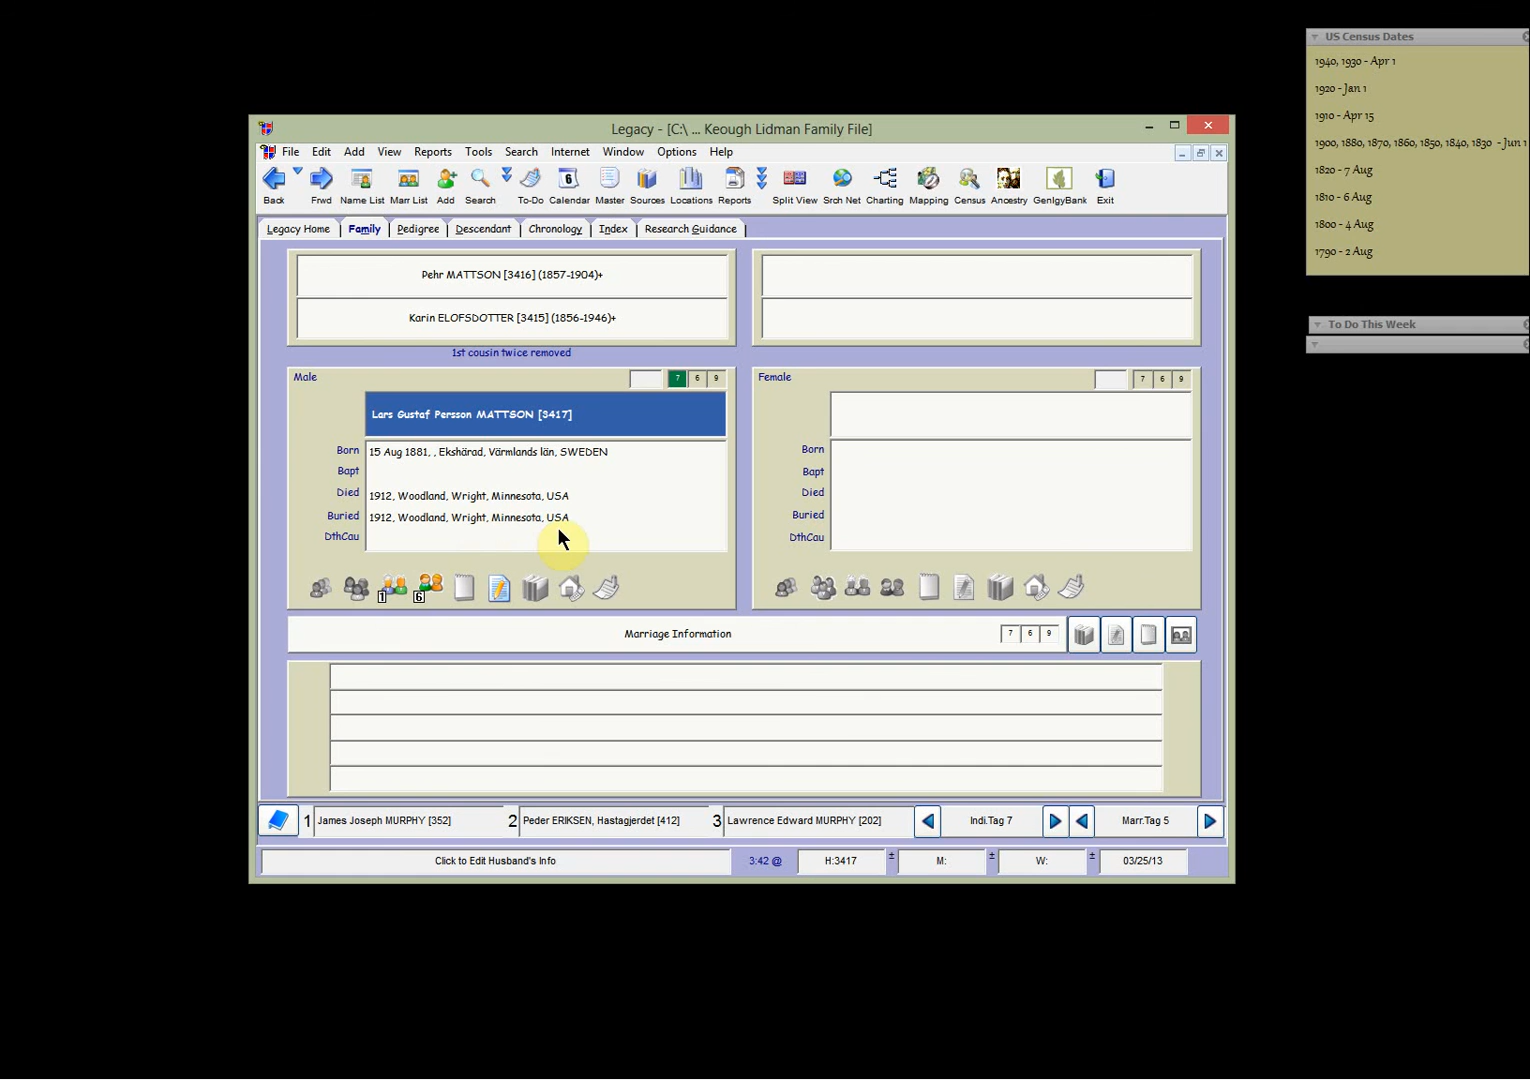 US Census Dates
1940, 1930 - Apr 1
1920 - Jan 1
1910 - Apr 15
1900, 1880, 1870, 1860, 1850, 1840, 1830 - Jun 1
1820 - 7 Aug
1810 - 6 Aug
1800 - 4 Aug
1790 - 2 Aug
To Do This Week
Legacy - [C:\ ... Keough Lidman Family File]
File Edit Add View Reports Tools Search Internet Window Options Help
6
Back Frwd Name List Marr List Add Search To-Do Calendar Master Sources Locations Reports Split View Srch Net Charting Mapping Census Ancestry GenlgyBank Exit
Legacy Home Family Pedigree Descendant Chronology Index Research Guidance
Pehr MATTSON [3416] (1857-1904)+
Karin ELOFSDOTTER [3415] (1856-1946)+
1st cousin twice removed
Male 7 6 9
Lars Gustaf Persson MATTSON [3417]
Born 15 Aug 1881, , Ekshärad, Värmlands län, SWEDEN
Bapt
Died 1912, Woodland, Wright, Minnesota, USA
Buried 1912, Woodland, Wright, Minnesota, USA
DthCau
1 6
Female 7 6 9
Born
Bapt
Died
Buried
DthCau
Marriage Information 7 6 9
1 James Joseph MURPHY [352] 2 Peder ERIKSEN, Hastagjerdet [412] 3 Lawrence Edward MURPHY [202] Indi.Tag 7 Marr.Tag 5
Click to Edit Husband's Info 3:42 @ H:3417 ± M: ± W: ± 03/25/13